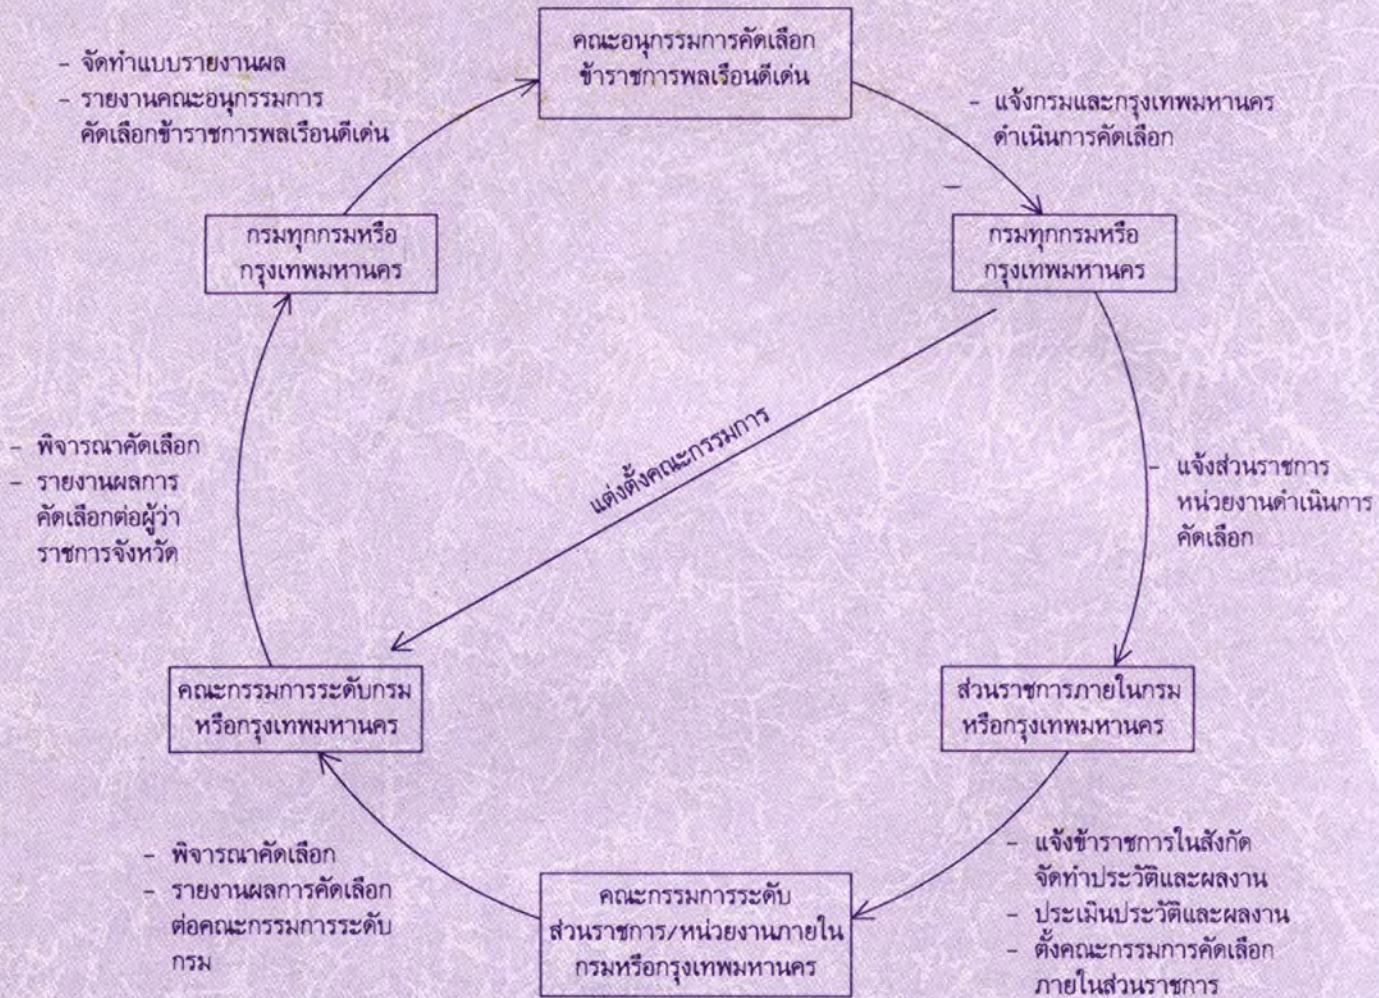 คณะอนุกรรมการคัดเลือก
ข้าราชการพลเรือนดีเด่น
- จัดทำแบบรายงานผล
- รายงานคณะอนุกรรมการ
คัดเลือกข้าราชการพลเรือนดีเด่น
- แจ้งกรมและกรุงเทพมหานคร
ดำเนินการคัดเลือก
กรมทุกกรมหรือ
กรุงเทพมหานคร
กรมทุกกรมหรือ
กรุงเทพมหานคร
แต่งตั้งคณะกรรมการ
- พิจารณาคัดเลือก
- รายงานผลการ
คัดเลือกต่อผู้ว่า
ราชการจังหวัด
- แจ้งส่วนราชการ
หน่วยงานดำเนินการ
คัดเลือก
คณะกรรมการระดับกรม
หรือกรุงเทพมหานคร
ส่วนราชการภายในกรม
หรือกรุงเทพมหานคร
- พิจารณาคัดเลือก
- รายงานผลการคัดเลือก
ต่อคณะกรรมการระดับ
กรม
คณะกรรมการระดับ
ส่วนราชการ/หน่วยงานภายใน
กรมหรือกรุงเทพมหานคร
- แจ้งข้าราชการในสังกัด
จัดทำประวัติและผลงาน
- ประเมินประวัติและผลงาน
- ตั้งคณะกรรมการคัดเลือก
ภายในส่วนราชการ